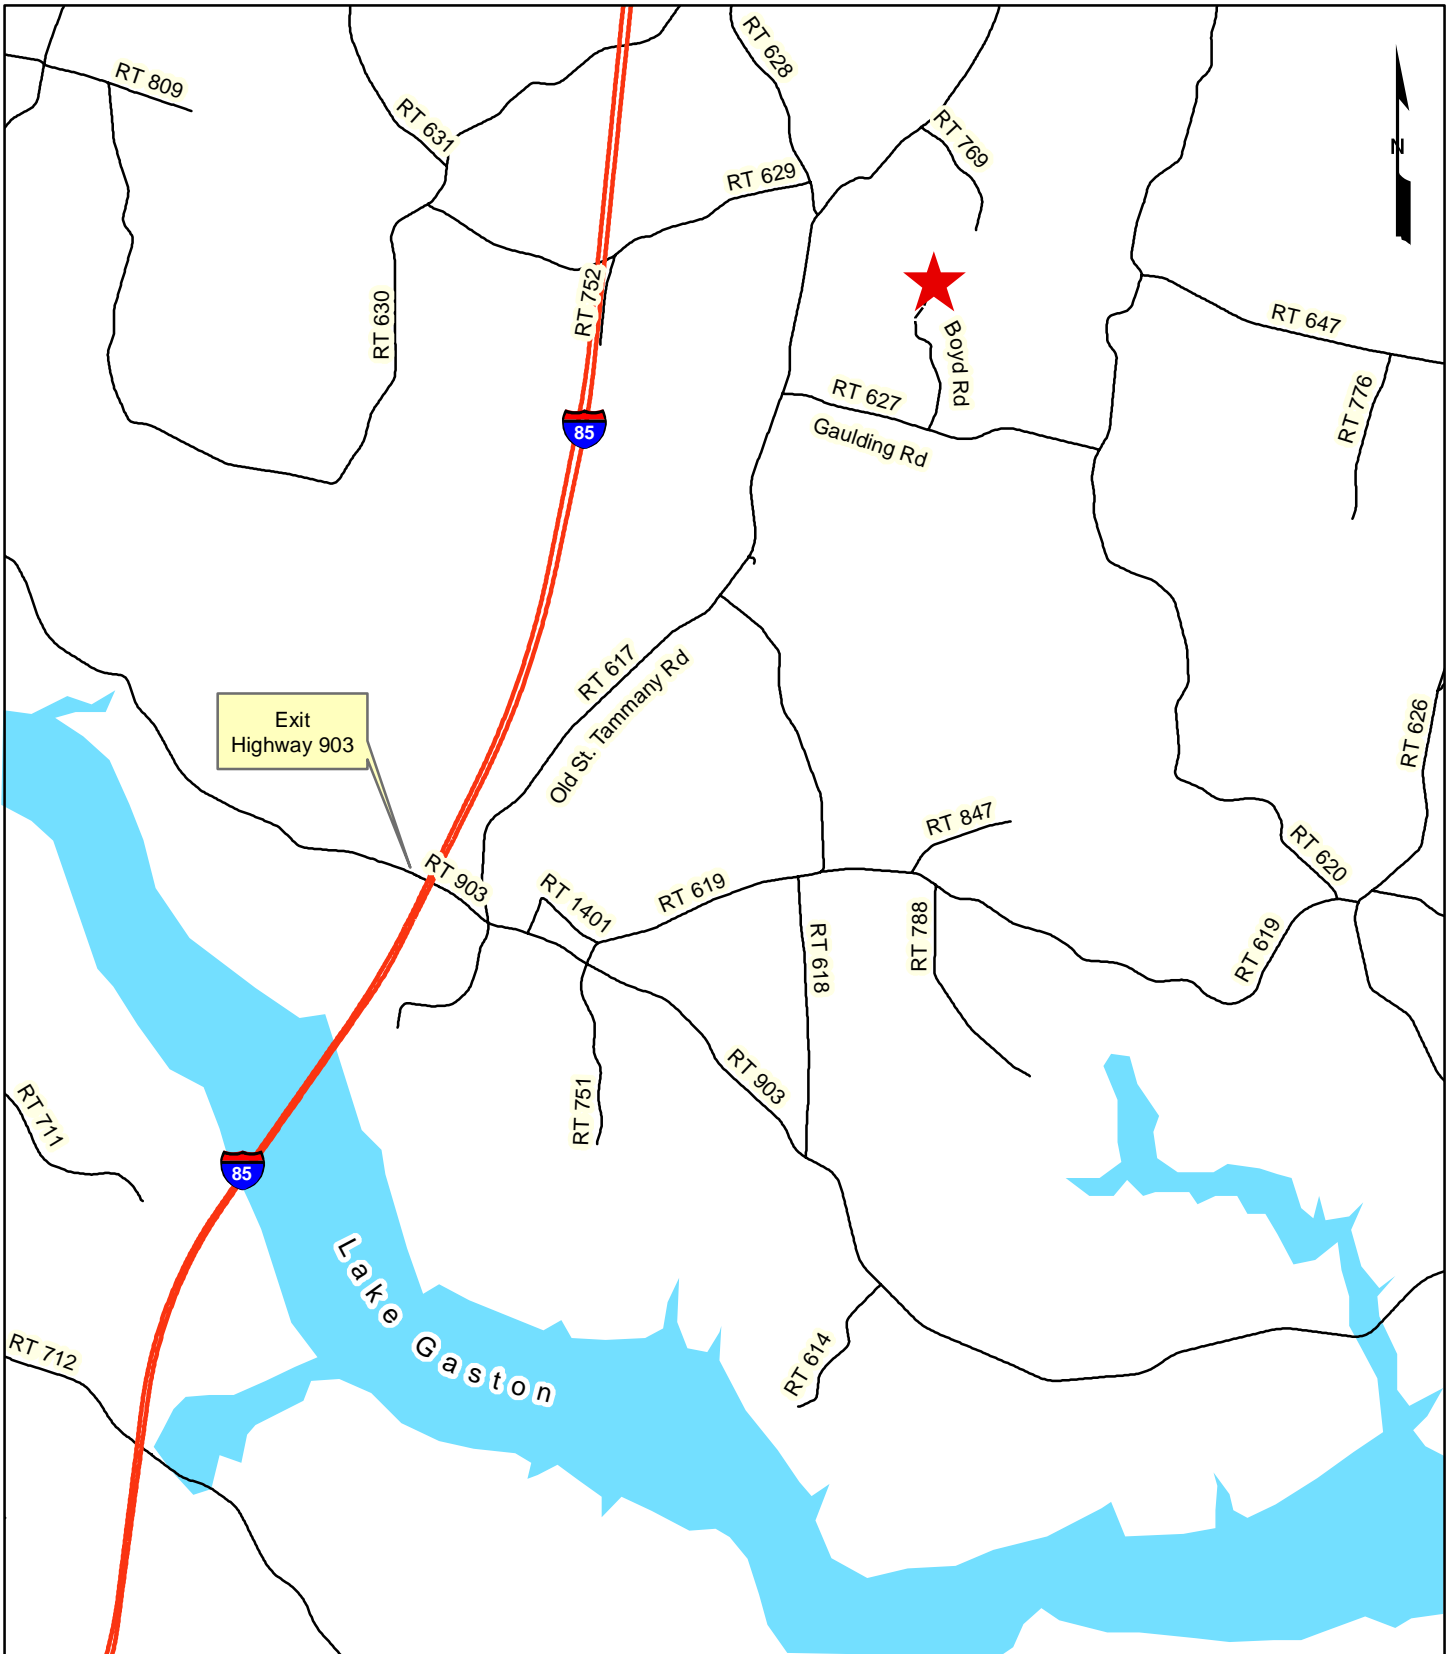 RT 809
RT 631
RT 628
RT 769
RT 629
N
RT 752
RT 630
Boyd Rd
RT 647
RT 627
Gaulding Rd
RT 776
85
RT 617
Old St. Tammany Rd
Exit
Highway 903
RT 626
RT 847
RT 620
RT 903
RT 1401
RT 619
RT 618
RT 788
RT 619
RT 903
RT 751
RT 711
85
Lake Gaston
RT 712
RT 614